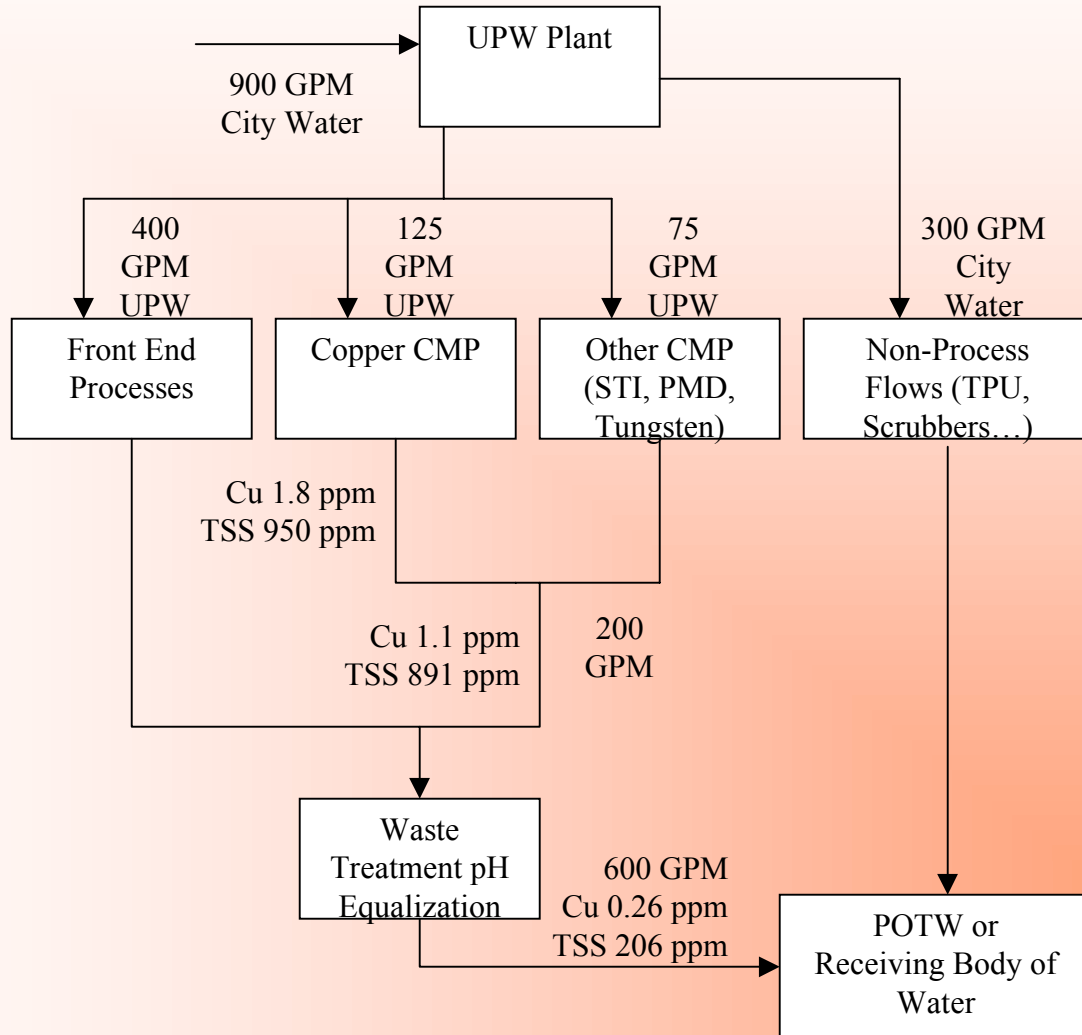 UPW Plant
900 GPM
City Water
400
GPM
UPW
125
GPM
UPW
75
GPM
UPW
300 GPM
City
Water
Front End
Processes
Copper CMP
Other CMP
(STI, PMD,
Tungsten)
Non-Process
Flows (TPU,
Scrubbers…)
Cu 1.8 ppm
TSS 950 ppm
Cu 1.1 ppm
TSS 891 ppm
200
GPM
Waste
Treatment pH
Equalization
600 GPM
Cu 0.26 ppm
TSS 206 ppm
POTW or
Receiving Body of
Water